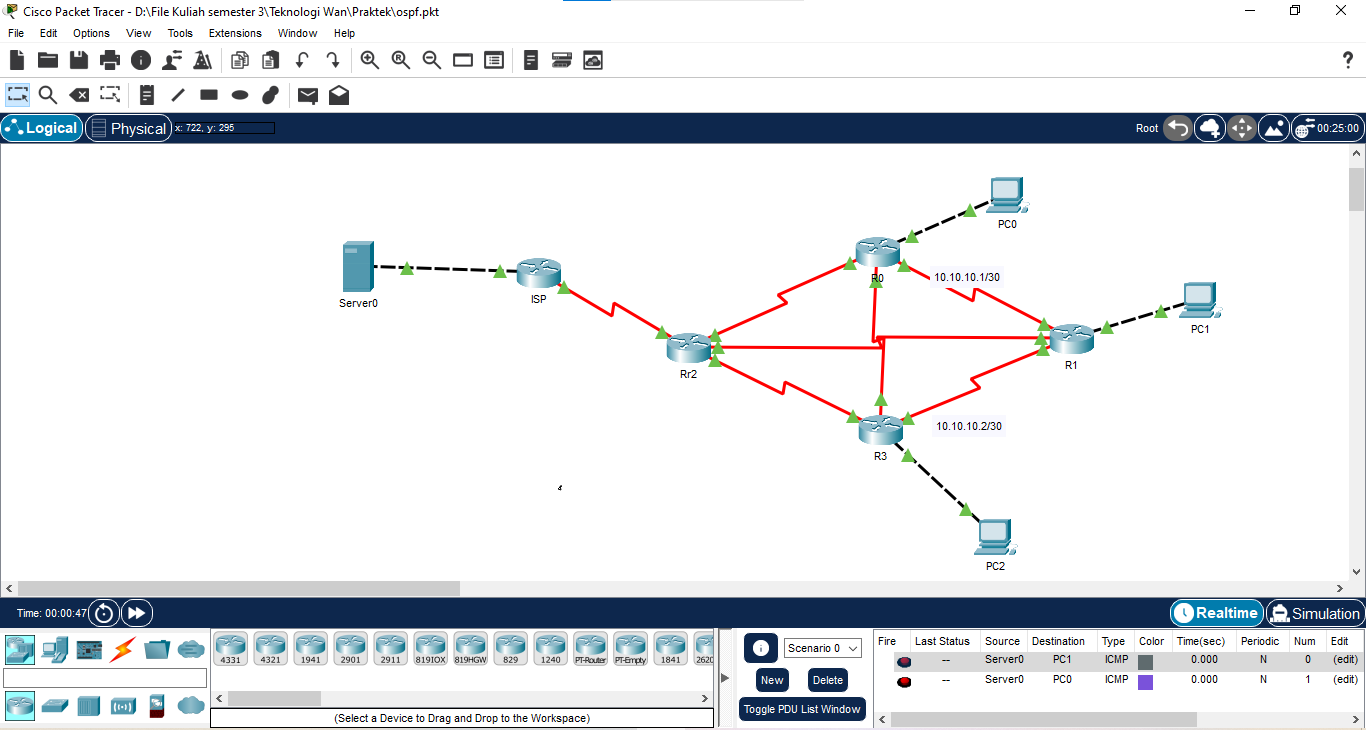 Cisco Packet Tracer - D:\File Kuliah semester 3\Teknologi Wan\Praktek\ospf.pkt
File Edit Options View Tools Extensions Window Help
Logical Physical x: 722, y: 295 Root 00:25:00
PC0
R0
10.10.10.1/30
Server0
ISP
PC1
R1
Rr2
10.10.10.2/30
R3
PC2
Time: 00:00:47 Realtime Simulation
4331 4321 1941 2901 2911 819IOX 819HGW 829 1240 PT-Router PT-Empty 1841 2620
(Select a Device to Drag and Drop to the Workspace)
Scenario 0
New Delete
Toggle PDU List Window
Fire Last Status Source Destination Type Color Time(sec) Periodic Num Edit
-- Server0 PC1 ICMP 0.000 N 0 (edit)
-- Server0 PC0 ICMP 0.000 N 1 (edit)